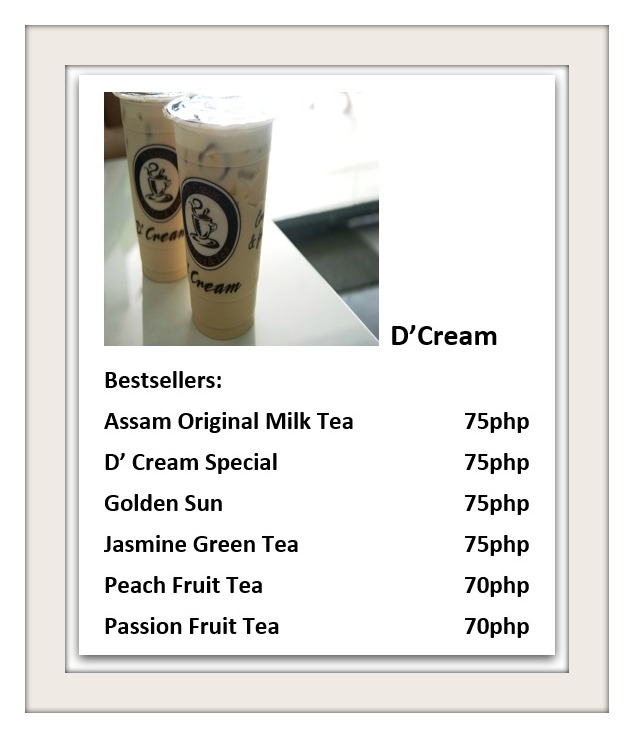 D' Cream
Cream
D'Cream
Bestsellers:
Assam Original Milk Tea 75php
D' Cream Special 75php
Golden Sun 75php
Jasmine Green Tea 75php
Peach Fruit Tea 70php
Passion Fruit Tea 70php